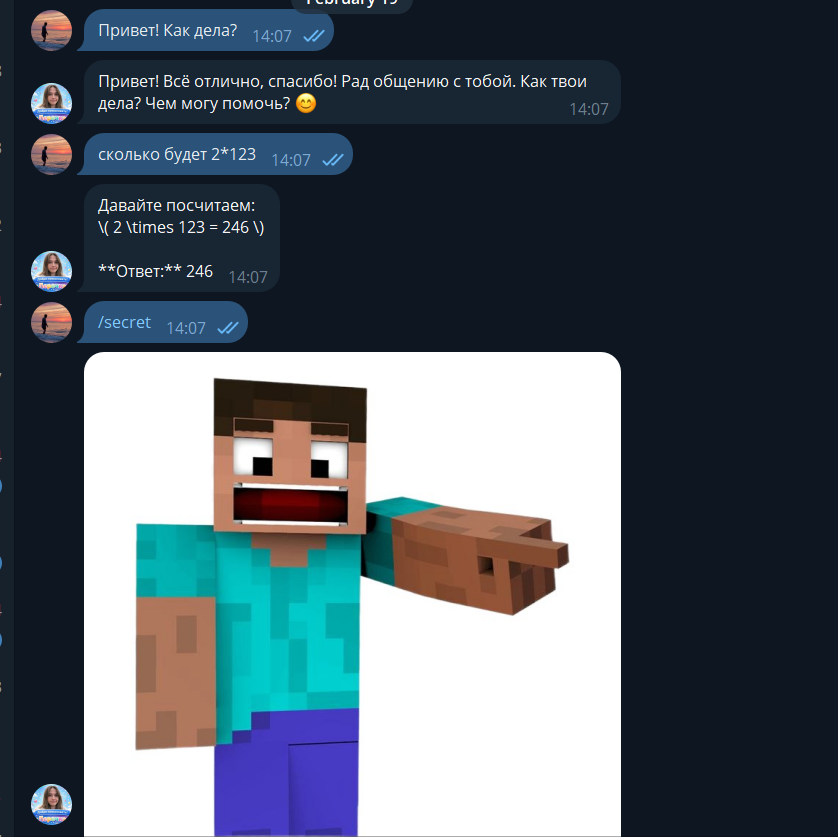 February 19
Привет! Как дела? 14:07
Привет! Всё отлично, спасибо! Рад общению с тобой. Как твои
дела? Чем могу помочь? 😊 14:07
сколько будет 2*123 14:07
Давайте посчитаем:
\( 2 \times 123 = 246 \)
**Ответ:** 246 14:07
/secret 14:07